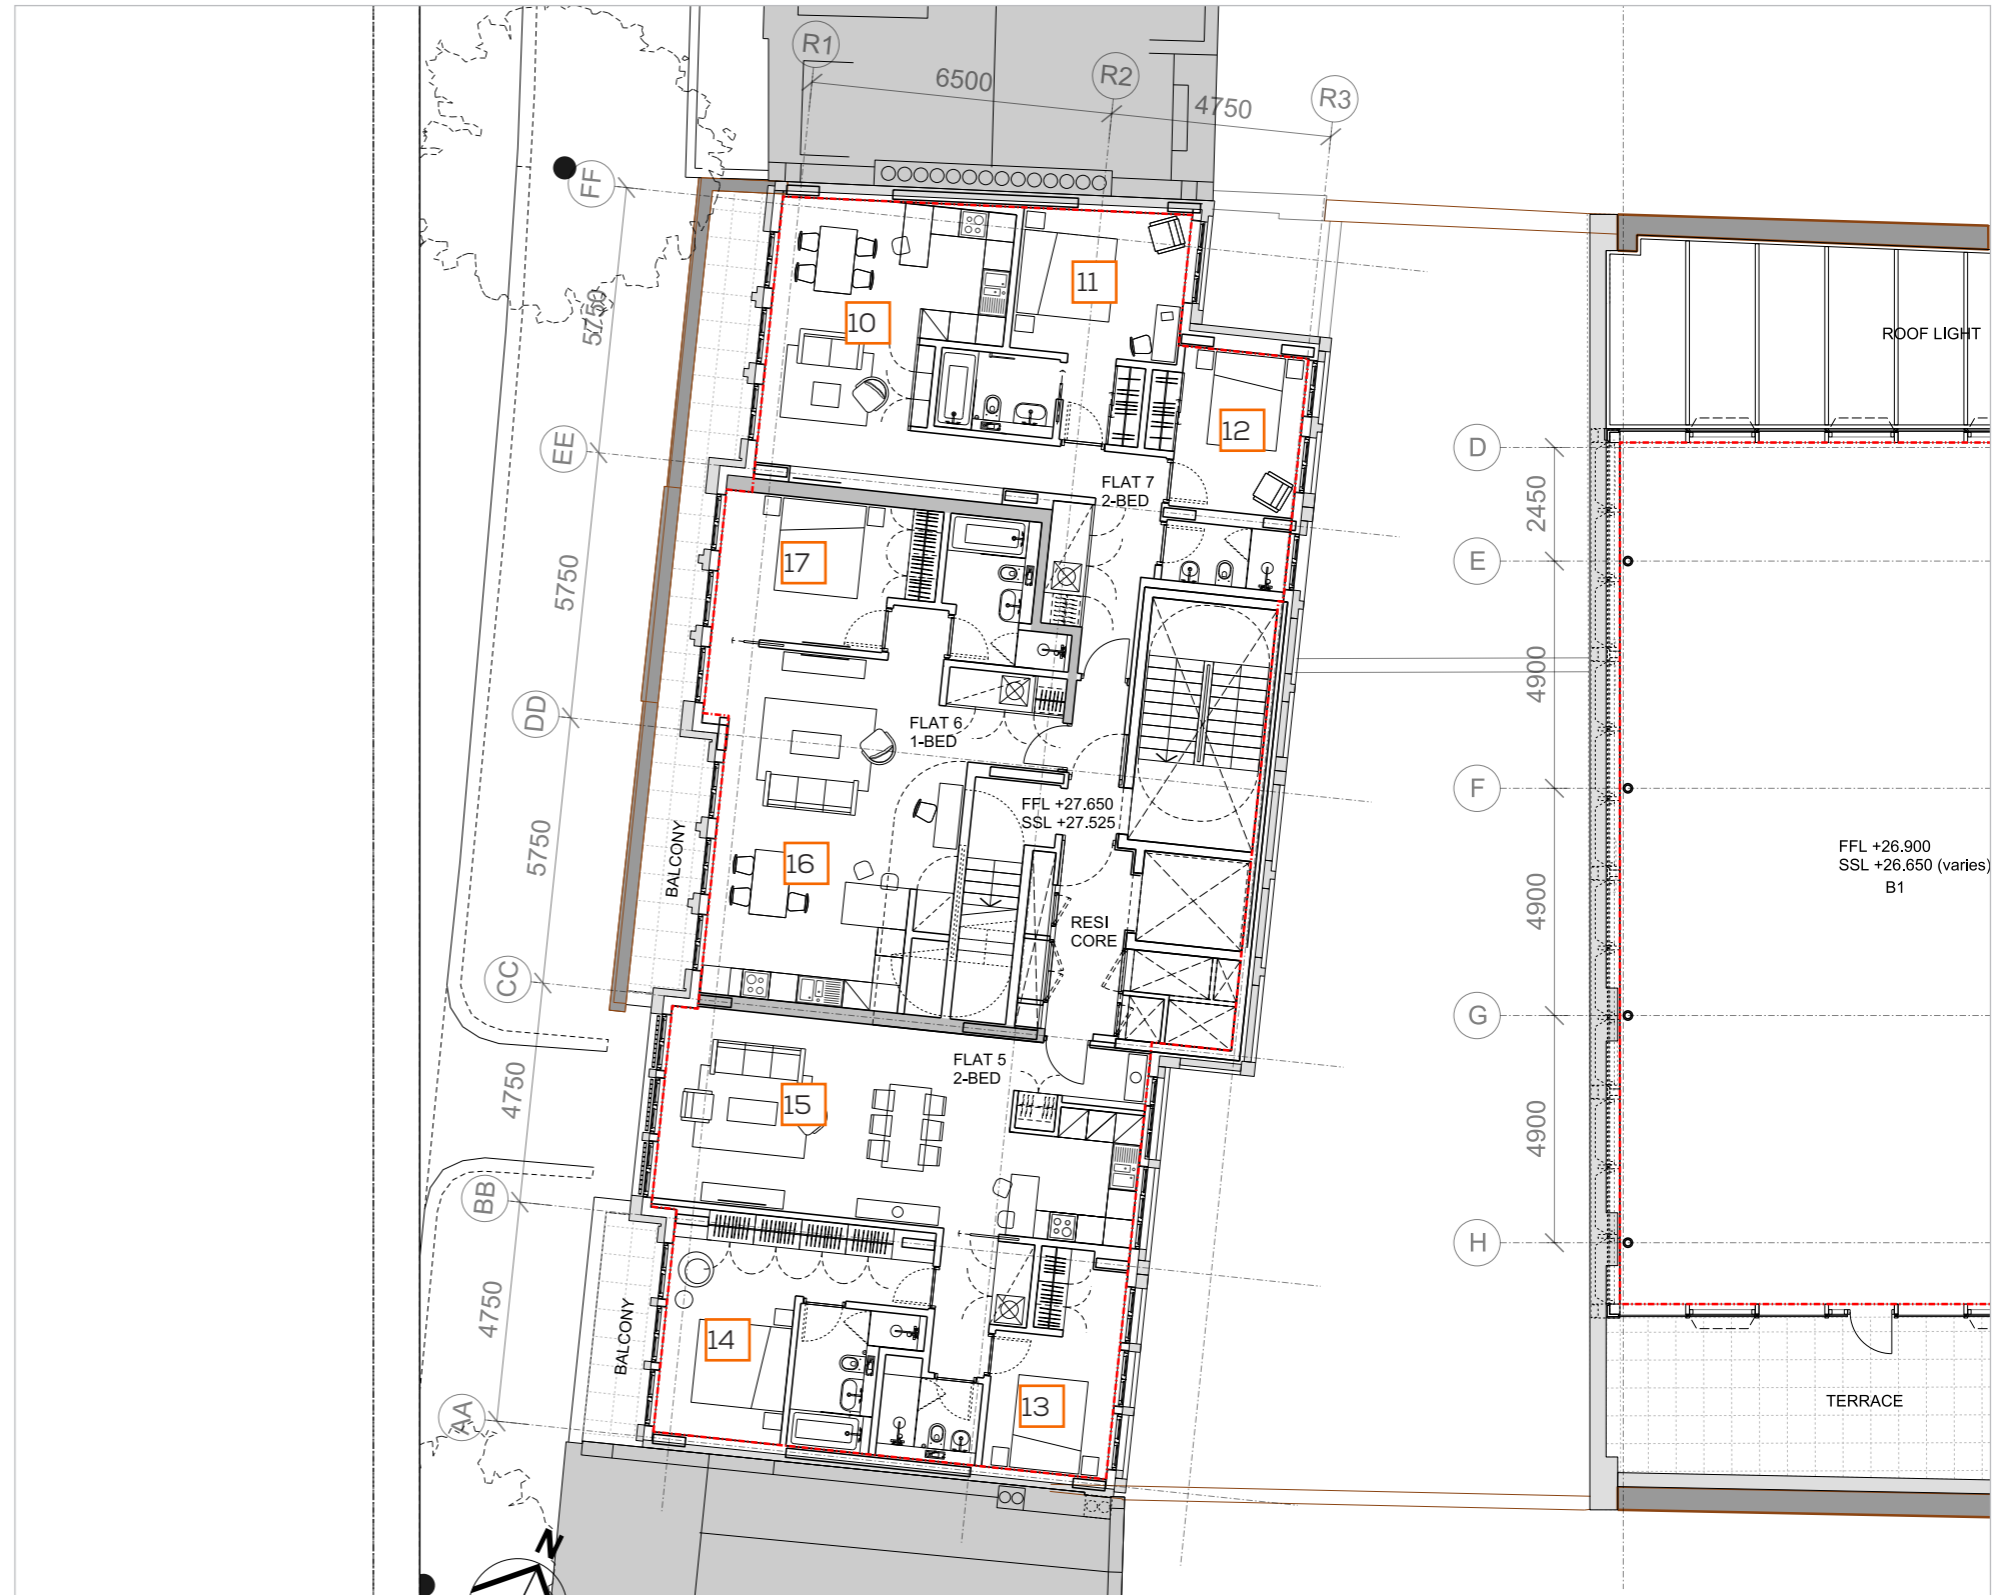 R1
R2
R3
6500
4750
FF
5750
5750
EE
11
10
12
ROOF LIGHT
D
2450
FLAT 7
2-BED
17
E
5750
4900
DD
FLAT 6
1-BED
F
FFL +27.650
SSL +27.525
5750
BALCONY
16
FFL +26.900
SSL +26.650 (varies)
B1
4900
RESI
CORE
CC
G
FLAT 5
2-BED
4750
15
4900
BB
H
4750
BALCONY
14
13
AA
TERRACE
N